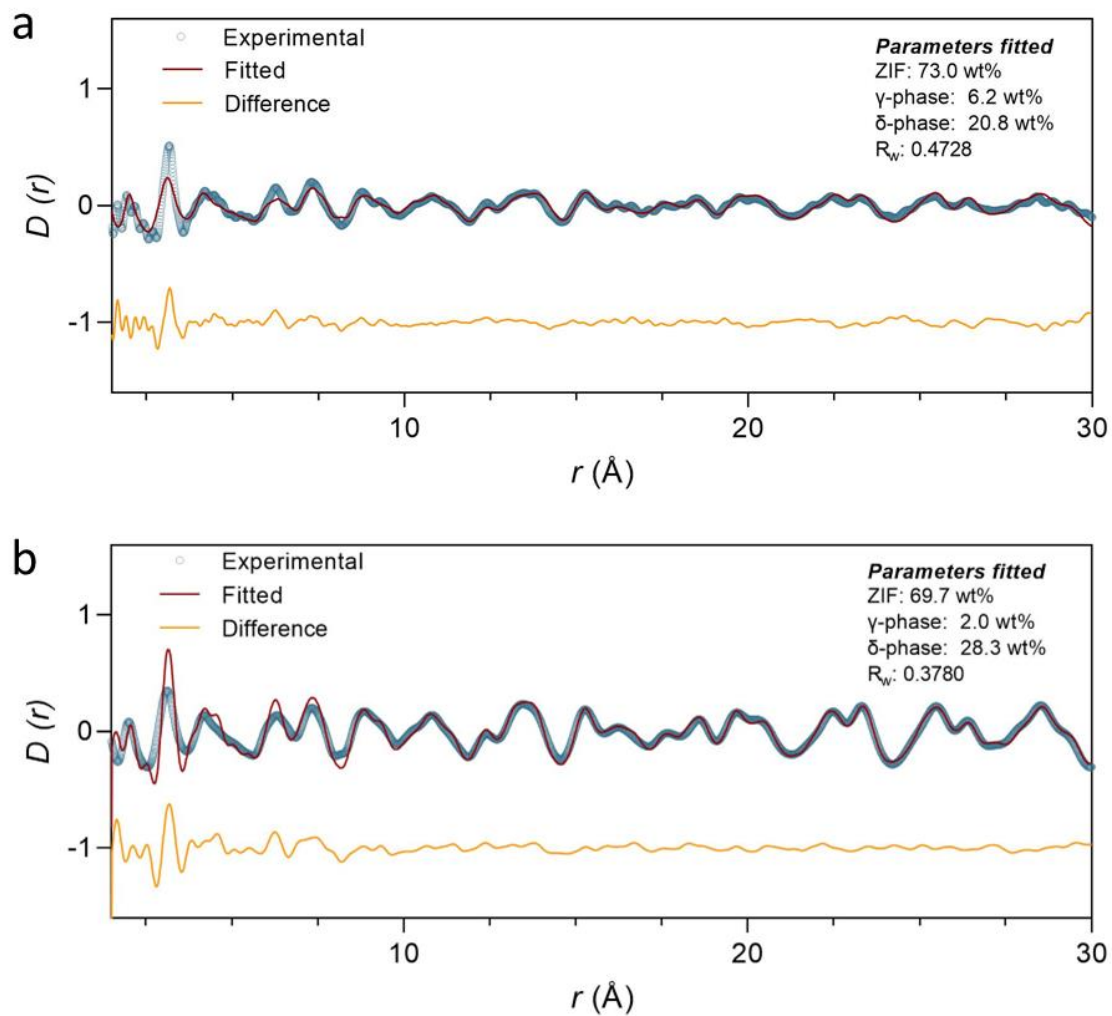 a
Experimental
Fitted
Difference
Parameters fitted
ZIF: 73.0 wt%
γ-phase: 6.2 wt%
δ-phase: 20.8 wt%
Rw: 0.4728
1
0
-1
D (r)
10
20
30
r (Å)
b
Experimental
Fitted
Difference
Parameters fitted
ZIF: 69.7 wt%
γ-phase: 2.0 wt%
δ-phase: 28.3 wt%
Rw: 0.3780
1
0
-1
D (r)
10
20
30
r (Å)